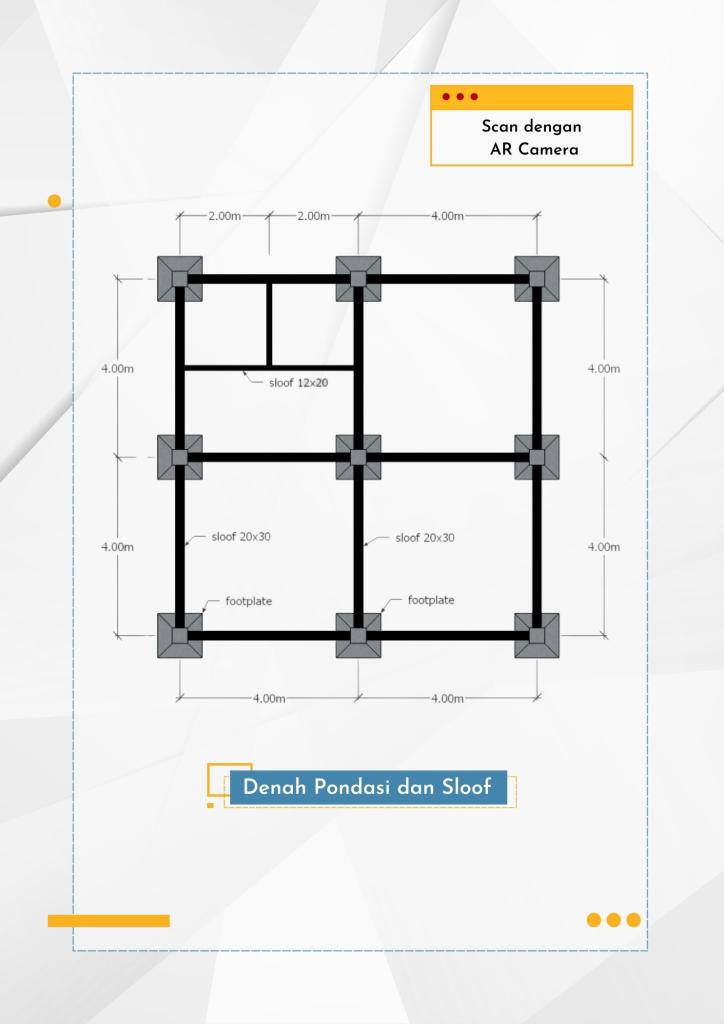 Scan dengan
AR Camera
2.00m 2.00m 4.00m
4.00m 4.00m
sloof 12x20
4.00m 4.00m
sloof 20x30 sloof 20x30
footplate footplate
4.00m 4.00m
Denah Pondasi dan Sloof